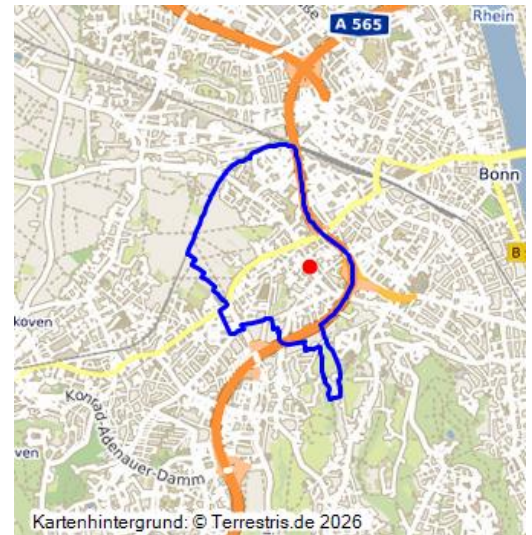 A 565
Rhein
Bonn
B
koven
Konrad-Adenauer-Damm
ven
Kartenhintergrund: © Terrestris.de 2026